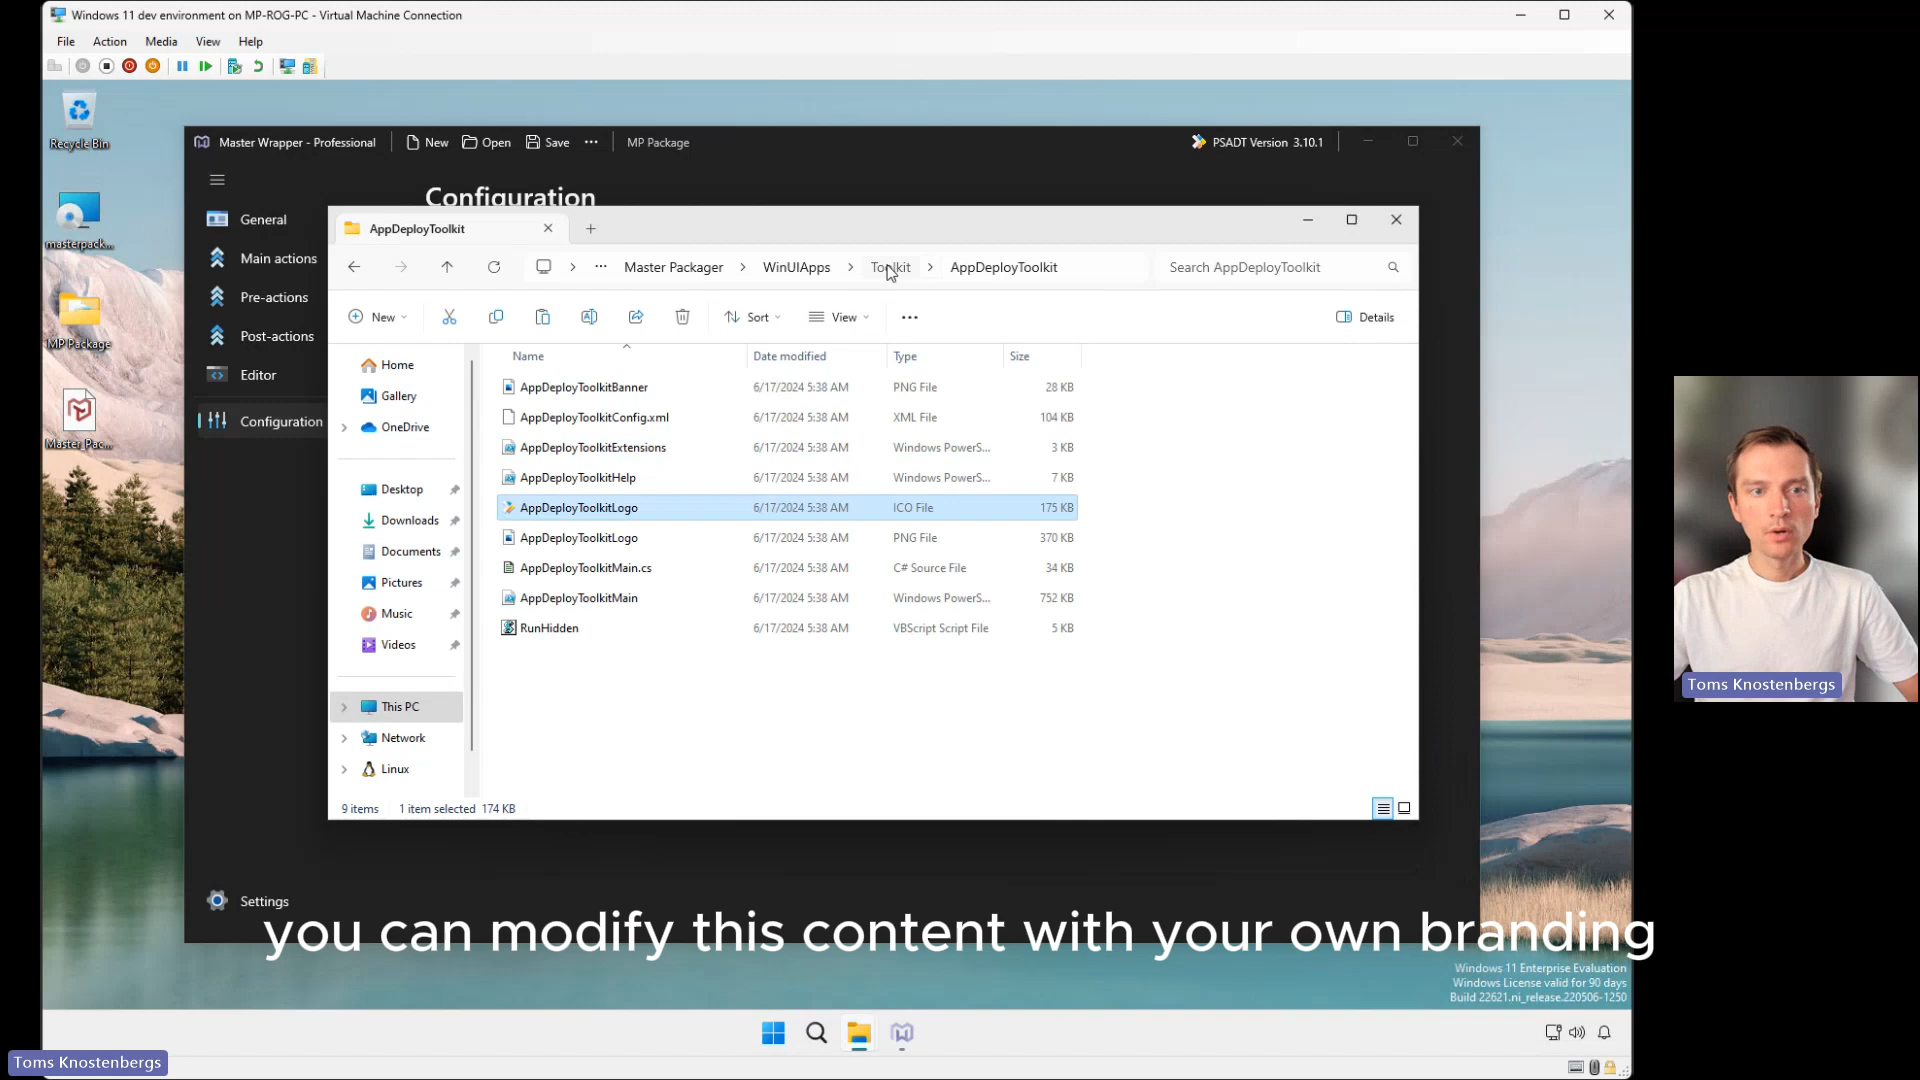 Windows 11 dev environment on MP-ROG-PC - Virtual Machine Connection
File Action Media View Help
Recycle Bin
masterpack...
MP Package
Master_Pac...
Master Wrapper - Professional New Open Save ••• MP Package PSADT Version 3.10.1
General
Main actions
Pre-actions
Post-actions
Editor
Configuration
Settings
Configuration
AppDeployToolkit
Master Packager WinUIApps Toolkit AppDeployToolkit Search AppDeployToolkit
New Sort View ••• Details
Home
Gallery
OneDrive
Desktop
Downloads
Documents
Pictures
Music
Videos
This PC
Network
Linux
Name Date modified Type Size
AppDeployToolkitBanner 6/17/2024 5:38 AM PNG File 28 KB
AppDeployToolkitConfig.xml 6/17/2024 5:38 AM XML File 104 KB
AppDeployToolkitExtensions 6/17/2024 5:38 AM Windows PowerS... 3 KB
AppDeployToolkitHelp 6/17/2024 5:38 AM Windows PowerS... 7 KB
AppDeployToolkitLogo 6/17/2024 5:38 AM ICO File 175 KB
AppDeployToolkitLogo 6/17/2024 5:38 AM PNG File 370 KB
AppDeployToolkitMain.cs 6/17/2024 5:38 AM C# Source File 34 KB
AppDeployToolkitMain 6/17/2024 5:38 AM Windows PowerS... 752 KB
RunHidden 6/17/2024 5:38 AM VBScript Script File 5 KB
9 items 1 item selected 174 KB
you can modify this content with your own branding
Windows 11 Enterprise Evaluation
Windows License valid for 90 days
Build 22621.ni_release.220506-1250
Toms Knostenbergs
Toms Knostenbergs